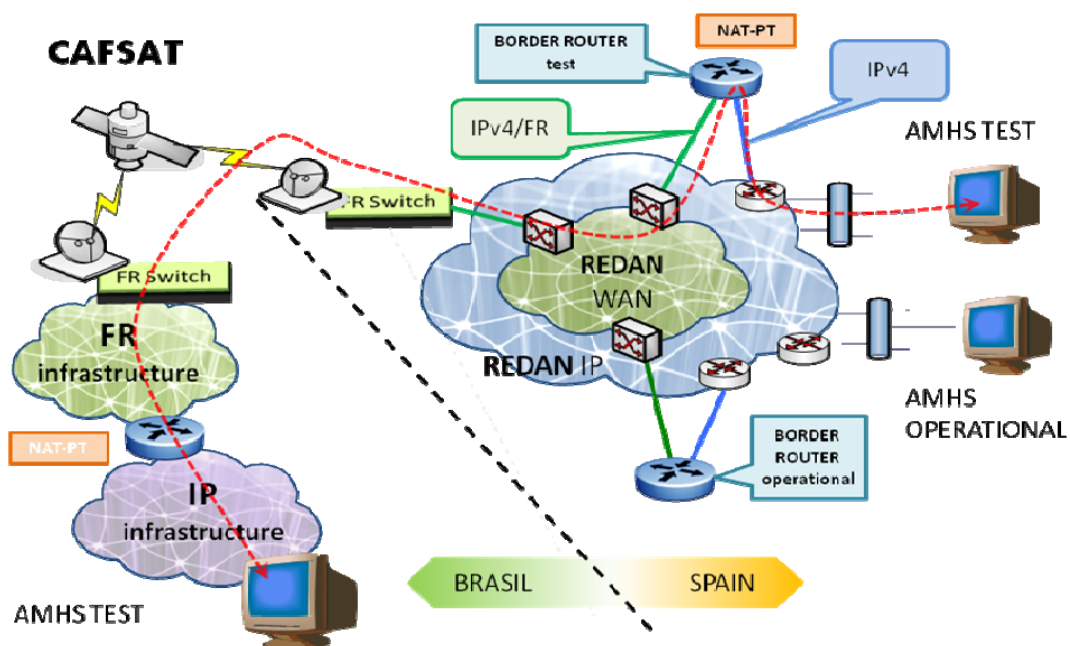 CAFSAT
BORDER ROUTER
test
NAT-PT
IPv4
IPv4/FR
AMHS TEST
FR Switch
FR Switch
REDAN
WAN
FR
infrastructure
REDAN IP
AMHS
OPERATIONAL
NAT-PT
BORDER
ROUTER
operational
IP
infrastructure
BRASIL
SPAIN
AMHS TEST